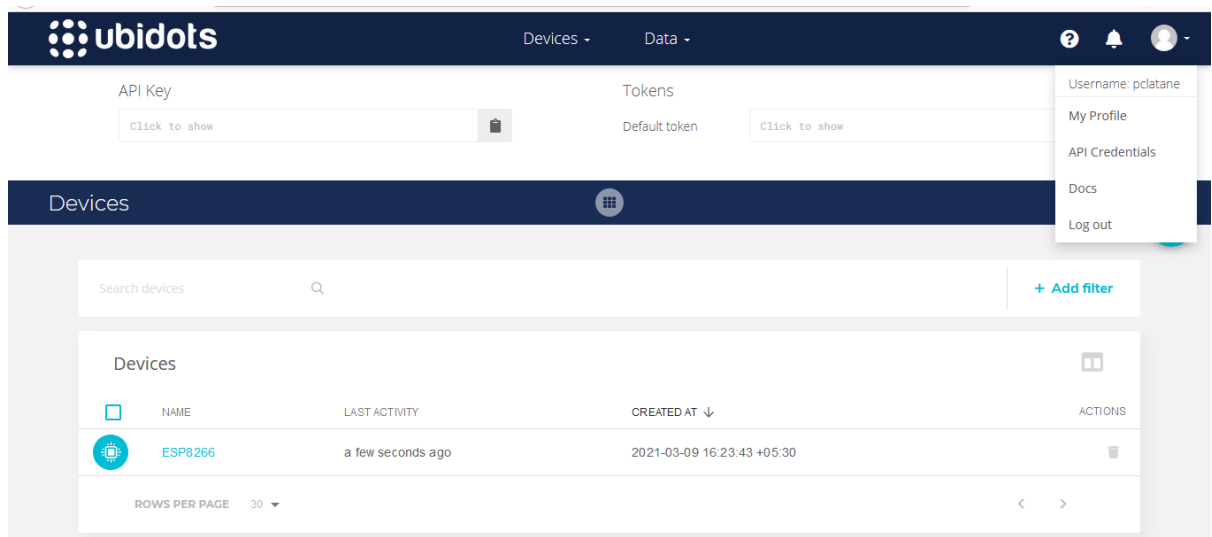 ubidots Devices Data
Username: pclatane
API Key Tokens
Click to show Default token Click to show
My Profile
API Credentials
Docs
Log out
Devices
Search devices + Add filter
Devices
NAME LAST ACTIVITY CREATED AT ACTIONS
ESP8266 a few seconds ago 2021-03-09 16:23:43 +05:30
ROWS PER PAGE 30